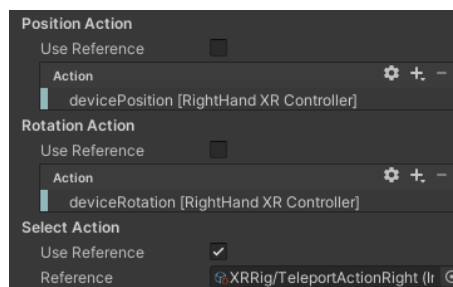 Position Action
Use Reference
Action
devicePosition [RightHand XR Controller]
Rotation Action
Use Reference
Action
deviceRotation [RightHand XR Controller]
Select Action
Use Reference
Reference XRRig/TeleportActionRight (Ir